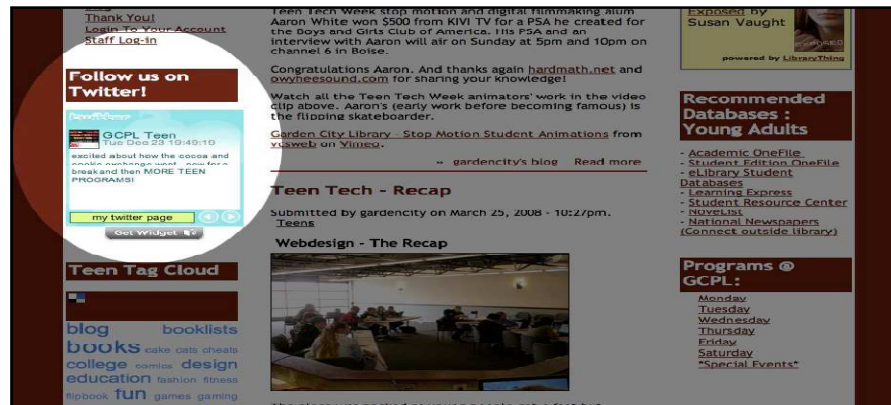 Thank You!
Login To Your Account
Staff Log-in
Follow us on
Twitter!
twitter
GCPL Teen
Tue Dec 23 19:49:19
excited about how the cocoa and
cookie exchange went...now for a
break and then MORE TEEN
PROGRAMS!
my twitter page
Get Widget
Teen Tag Cloud
blog booklists
books cake cats cheats
college comics design
education fashion fitness
flipbook fun games gaming
Teen Tech Week stop motion and digital filmmaking alum
Aaron White won $500 from KIVI TV for a PSA he created for
the Boys and Girls Club of America. His PSA and an
interview with Aaron will air on Sunday at 5pm and 10pm on
channel 6 in Boise.
Congratulations Aaron. And thanks again hardmath.net and
owyheesound.com for sharing your knowledge!
Watch all the Teen Tech Week animators' work in the video
clip above. Aaron's (early work before becoming famous) is
the flipping skateboarder.
Garden City Library - Stop Motion Student Animations from
vcsweb on Vimeo.
» gardencity's blog Read more
Teen Tech - Recap
Submitted by gardencity on March 25, 2008 - 10:27pm.
Teens
Webdesign - The Recap
Exposed by
Susan Vaught
powered by LibraryThing
Recommended
Databases :
Young Adults
- Academic OneFile
- Student Edition OneFile
- eLibrary Student
Databases
- Learning Express
- Student Resource Center
- NoveList
- National Newspapers
(Connect outside library)
Programs @
GCPL:
Monday
Tuesday
Wednesday
Thursday
Friday
Saturday
*Special Events*